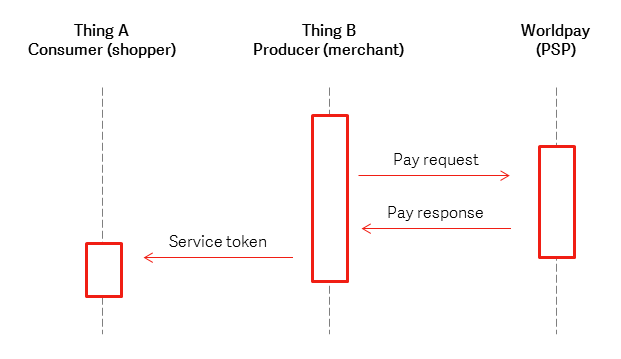 Thing A
Consumer (shopper)
Thing B
Producer (merchant)
Worldpay
(PSP)
Pay request
Pay response
Service token